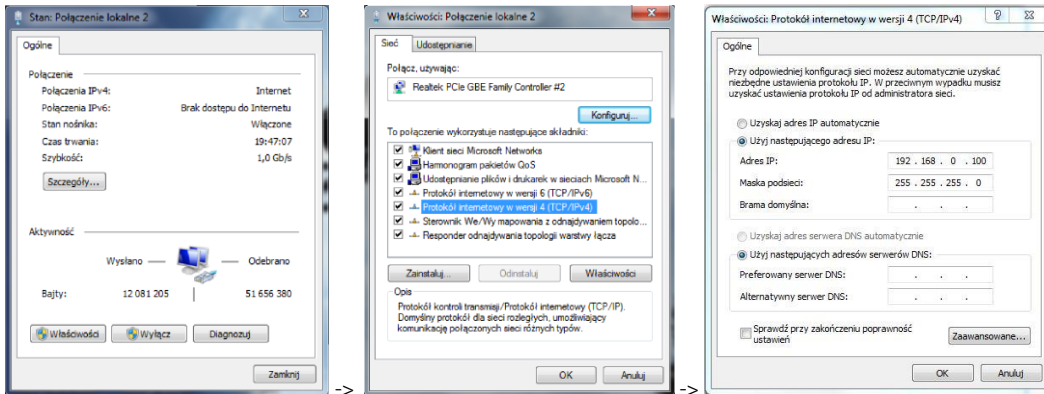 Stan: Połączenie lokalne 2
Ogólne
Połączenie
Połączenia IPv4: Internet
Połączenia IPv6: Brak dostępu do Internetu
Stan nośnika: Włączone
Czas trwania: 19:47:07
Szybkość: 1,0 Gb/s
Szczegóły...
Aktywność
Wysłano — — Odebrano
Bajty: 12 081 205 | 51 656 380
Właściwości Wyłącz Diagnozuj
Zamknij
->
Właściwości: Połączenie lokalne 2
Sieć Udostępnianie
Połącz, używając:
Realtek PCIe GBE Family Controller #2
Konfiguruj...
To połączenie wykorzystuje następujące składniki:
Klient sieci Microsoft Networks
Harmonogram pakietów QoS
Udostępnianie plików i drukarek w sieciach Microsoft N...
Protokół internetowy w wersji 6 (TCP/IPv6)
Protokół internetowy w wersji 4 (TCP/IPv4)
Sterownik We/Wy mapowania z odnajdywaniem topolo...
Responder odnajdywania topologii warstwy łącza
Zainstaluj... Odinstaluj Właściwości
Opis
Protokół kontroli transmisji/Protokół internetowy (TCP/IP).
Domyślny protokół dla sieci rozległych, umożliwiający
komunikację połączonych sieci różnych typów.
OK Anuluj
->
Właściwości: Protokół internetowy w wersji 4 (TCP/IPv4)
Ogólne
Przy odpowiedniej konfiguracji sieci możesz automatycznie uzyskać
niezbędne ustawienia protokołu IP. W przeciwnym wypadku musisz
uzyskać ustawienia protokołu IP od administratora sieci.
Uzyskaj adres IP automatycznie
Użyj następującego adresu IP:
Adres IP: 192 . 168 . 0 . 100
Maska podsieci: 255 . 255 . 255 . 0
Brama domyślna: . . .
Uzyskaj adres serwera DNS automatycznie
Użyj następujących adresów serwerów DNS:
Preferowany serwer DNS: . . .
Alternatywny serwer DNS: . . .
Sprawdź przy zakończeniu poprawność
ustawień
Zaawansowane...
OK Anuluj